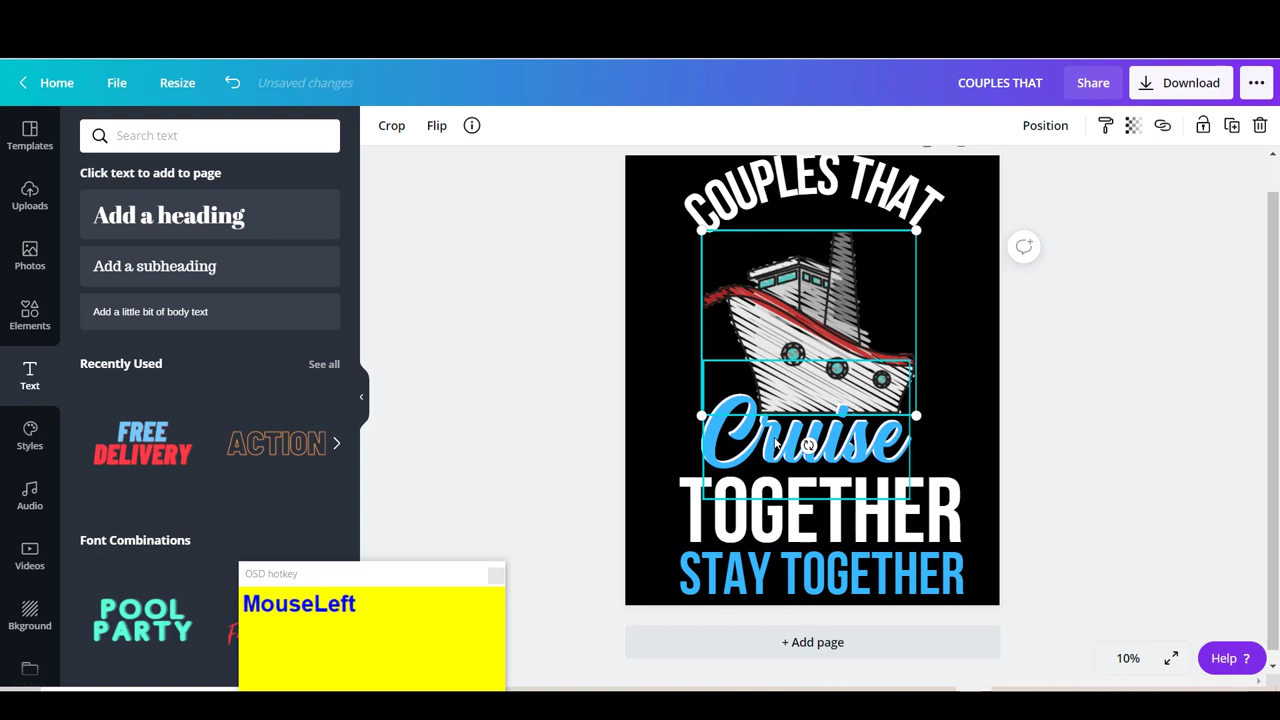 Home
File
Resize
Unsaved changes
COUPLES THAT
Share
Download
Templates
Uploads
Photos
Elements
Text
Styles
Audio
Videos
Bkground
Search text
Click text to add to page
Add a heading
Add a subheading
Add a little bit of body text
Recently Used
See all
FREE
DELIVERY
ACTION
Font Combinations
POOL
PARTY
OSD hotkey
MouseLeft
Crop
Flip
Position
COUPLES THAT
Cruise
TOGETHER
STAY TOGETHER
+ Add page
10%
Help ?